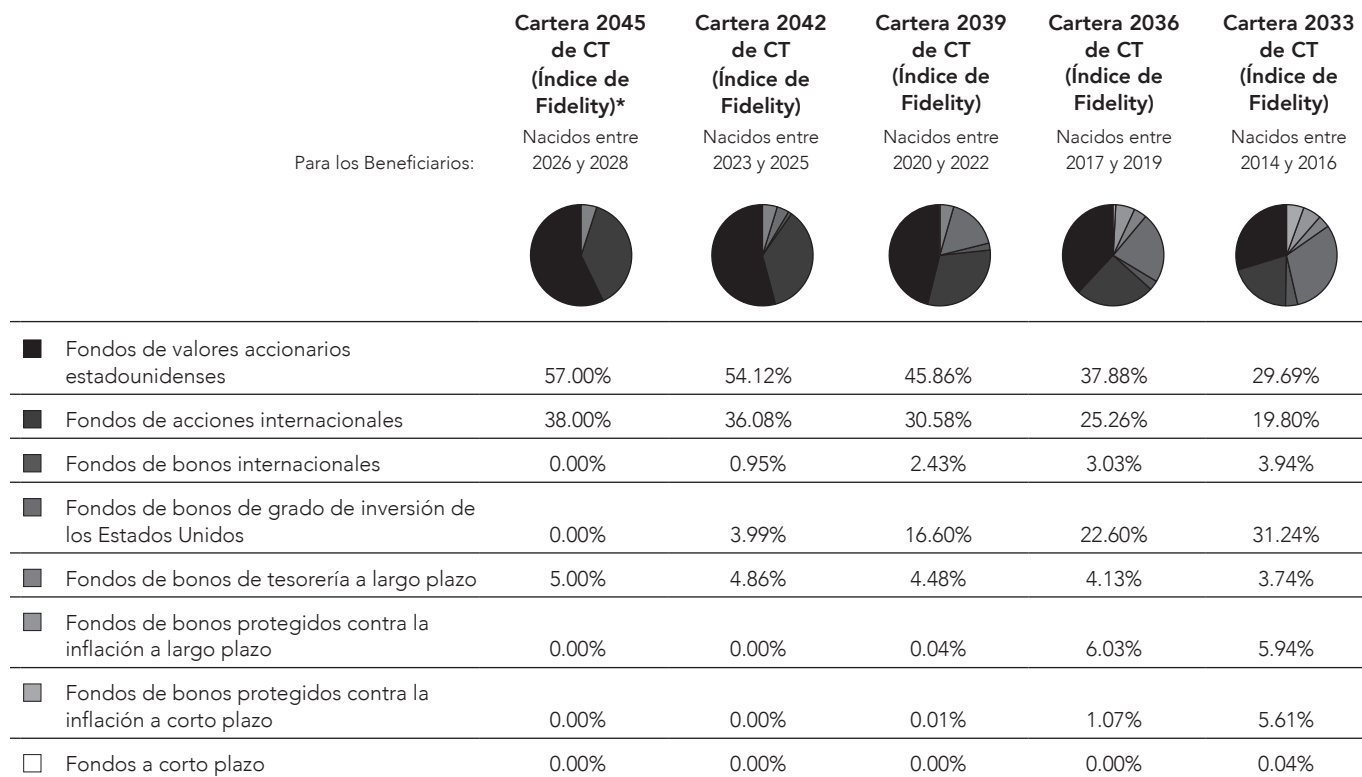 Cartera 2045 de CT (Índice de Fidelity)*
Cartera 2042 de CT (Índice de Fidelity)
Cartera 2039 de CT (Índice de Fidelity)
Cartera 2036 de CT (Índice de Fidelity)
Cartera 2033 de CT (Índice de Fidelity)
Para los Beneficiarios:
Nacidos entre 2026 y 2028
Nacidos entre 2023 y 2025
Nacidos entre 2020 y 2022
Nacidos entre 2017 y 2019
Nacidos entre 2014 y 2016
Fondos de valores accionarios
estadounidenses 57.00% 54.12% 45.86% 37.88% 29.69%
Fondos de acciones internacionales 38.00% 36.08% 30.58% 25.26% 19.80%
Fondos de bonos internacionales 0.00% 0.95% 2.43% 3.03% 3.94%
Fondos de bonos de grado de inversión de
los Estados Unidos 0.00% 3.99% 16.60% 22.60% 31.24%
Fondos de bonos de tesorería a largo plazo 5.00% 4.86% 4.48% 4.13% 3.74%
Fondos de bonos protegidos contra la
inflación a largo plazo 0.00% 0.00% 0.04% 6.03% 5.94%
Fondos de bonos protegidos contra la
inflación a corto plazo 0.00% 0.00% 0.01% 1.07% 5.61%
Fondos a corto plazo 0.00% 0.00% 0.00% 0.00% 0.04%